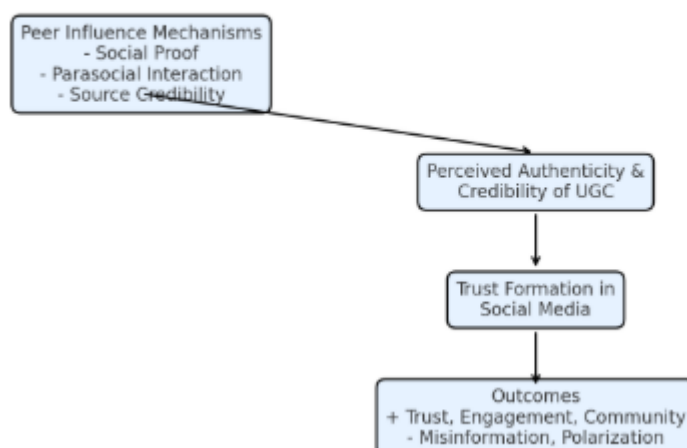 Peer Influence Mechanisms
- Social Proof
- Parasocial Interaction
- Source Credibility
Perceived Authenticity &
Credibility of UGC
Trust Formation in
Social Media
Outcomes
+ Trust, Engagement, Community
- Misinformation, Polarization